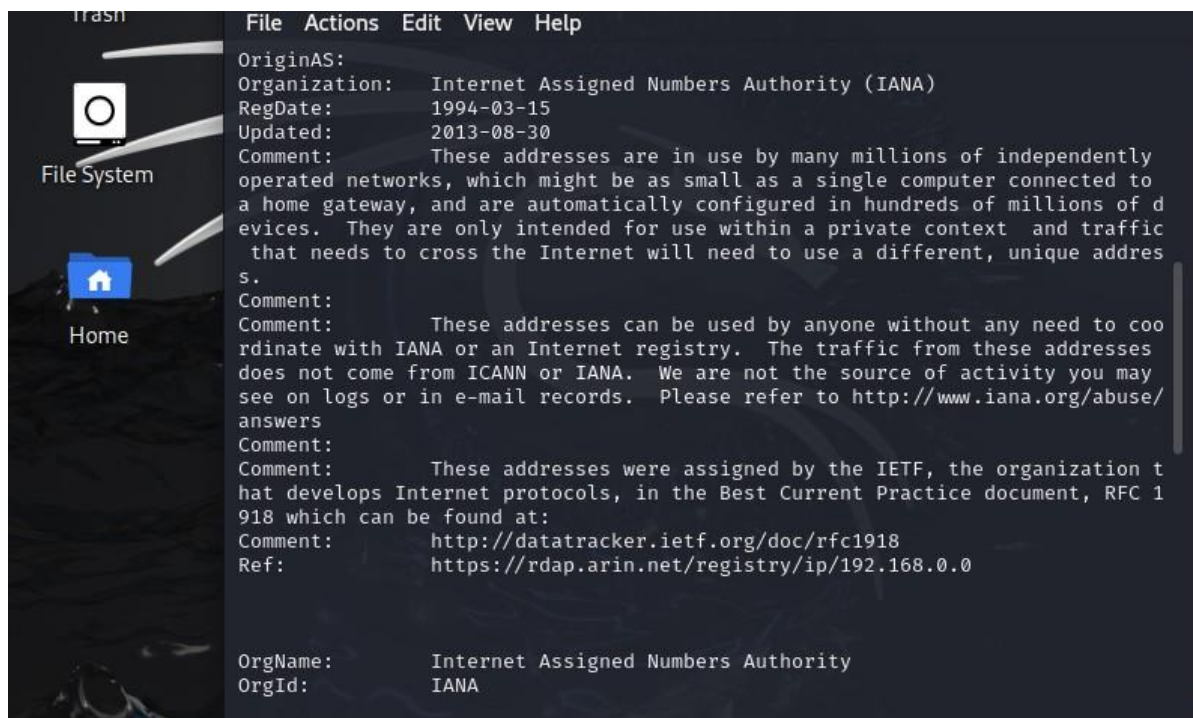 Trash
File Actions Edit View Help
OriginAS:
Organization: Internet Assigned Numbers Authority (IANA)
RegDate: 1994-03-15
Updated: 2013-08-30
Comment: These addresses are in use by many millions of independently
operated networks, which might be as small as a single computer connected to
a home gateway, and are automatically configured in hundreds of millions of d
evices. They are only intended for use within a private context and traffic
that needs to cross the Internet will need to use a different, unique addres
s.
Comment:
Comment: These addresses can be used by anyone without any need to coo
rdinate with IANA or an Internet registry. The traffic from these addresses
does not come from ICANN or IANA. We are not the source of activity you may
see on logs or in e-mail records. Please refer to http://www.iana.org/abuse/
answers
Comment:
Comment: These addresses were assigned by the IETF, the organization t
hat develops Internet protocols, in the Best Current Practice document, RFC 1
918 which can be found at:
Comment: http://datatracker.ietf.org/doc/rfc1918
Ref: https://rdap.arin.net/registry/ip/192.168.0.0
OrgName: Internet Assigned Numbers Authority
OrgId: IANA
File System
Home